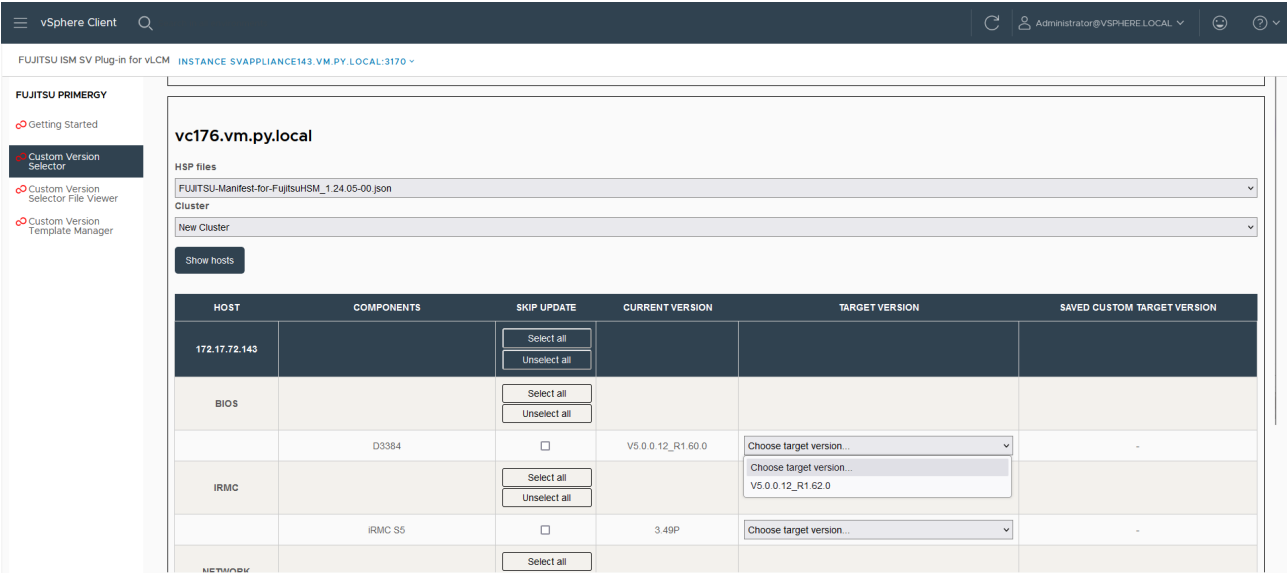 vSphere Client
Administrator@VSPHERE.LOCAL
FUJITSU ISM SV Plug-in for vLCM INSTANCE SVAPPLIANCE143.VM.PY.LOCAL:3170
FUJITSU PRIMERGY
Getting Started
Custom Version
Selector
Custom Version
Selector File Viewer
Custom Version
Template Manager
vc176.vm.py.local
HSP files
FUJITSU-Manifest-for-FujitsuHSM_1.24.05-00.json
Cluster
New Cluster
Show hosts
HOST COMPONENTS SKIP UPDATE CURRENT VERSION TARGET VERSION SAVED CUSTOM TARGET VERSION
172.17.72.143
Select all
Unselect all
BIOS
Select all
Unselect all
D3384 V5.0.0.12_R1.60.0 Choose target version... -
Choose target version...
V5.0.0.12_R1.62.0
IRMC
Select all
Unselect all
iRMC S5 3.49P Choose target version... -
NETWORK
Select all